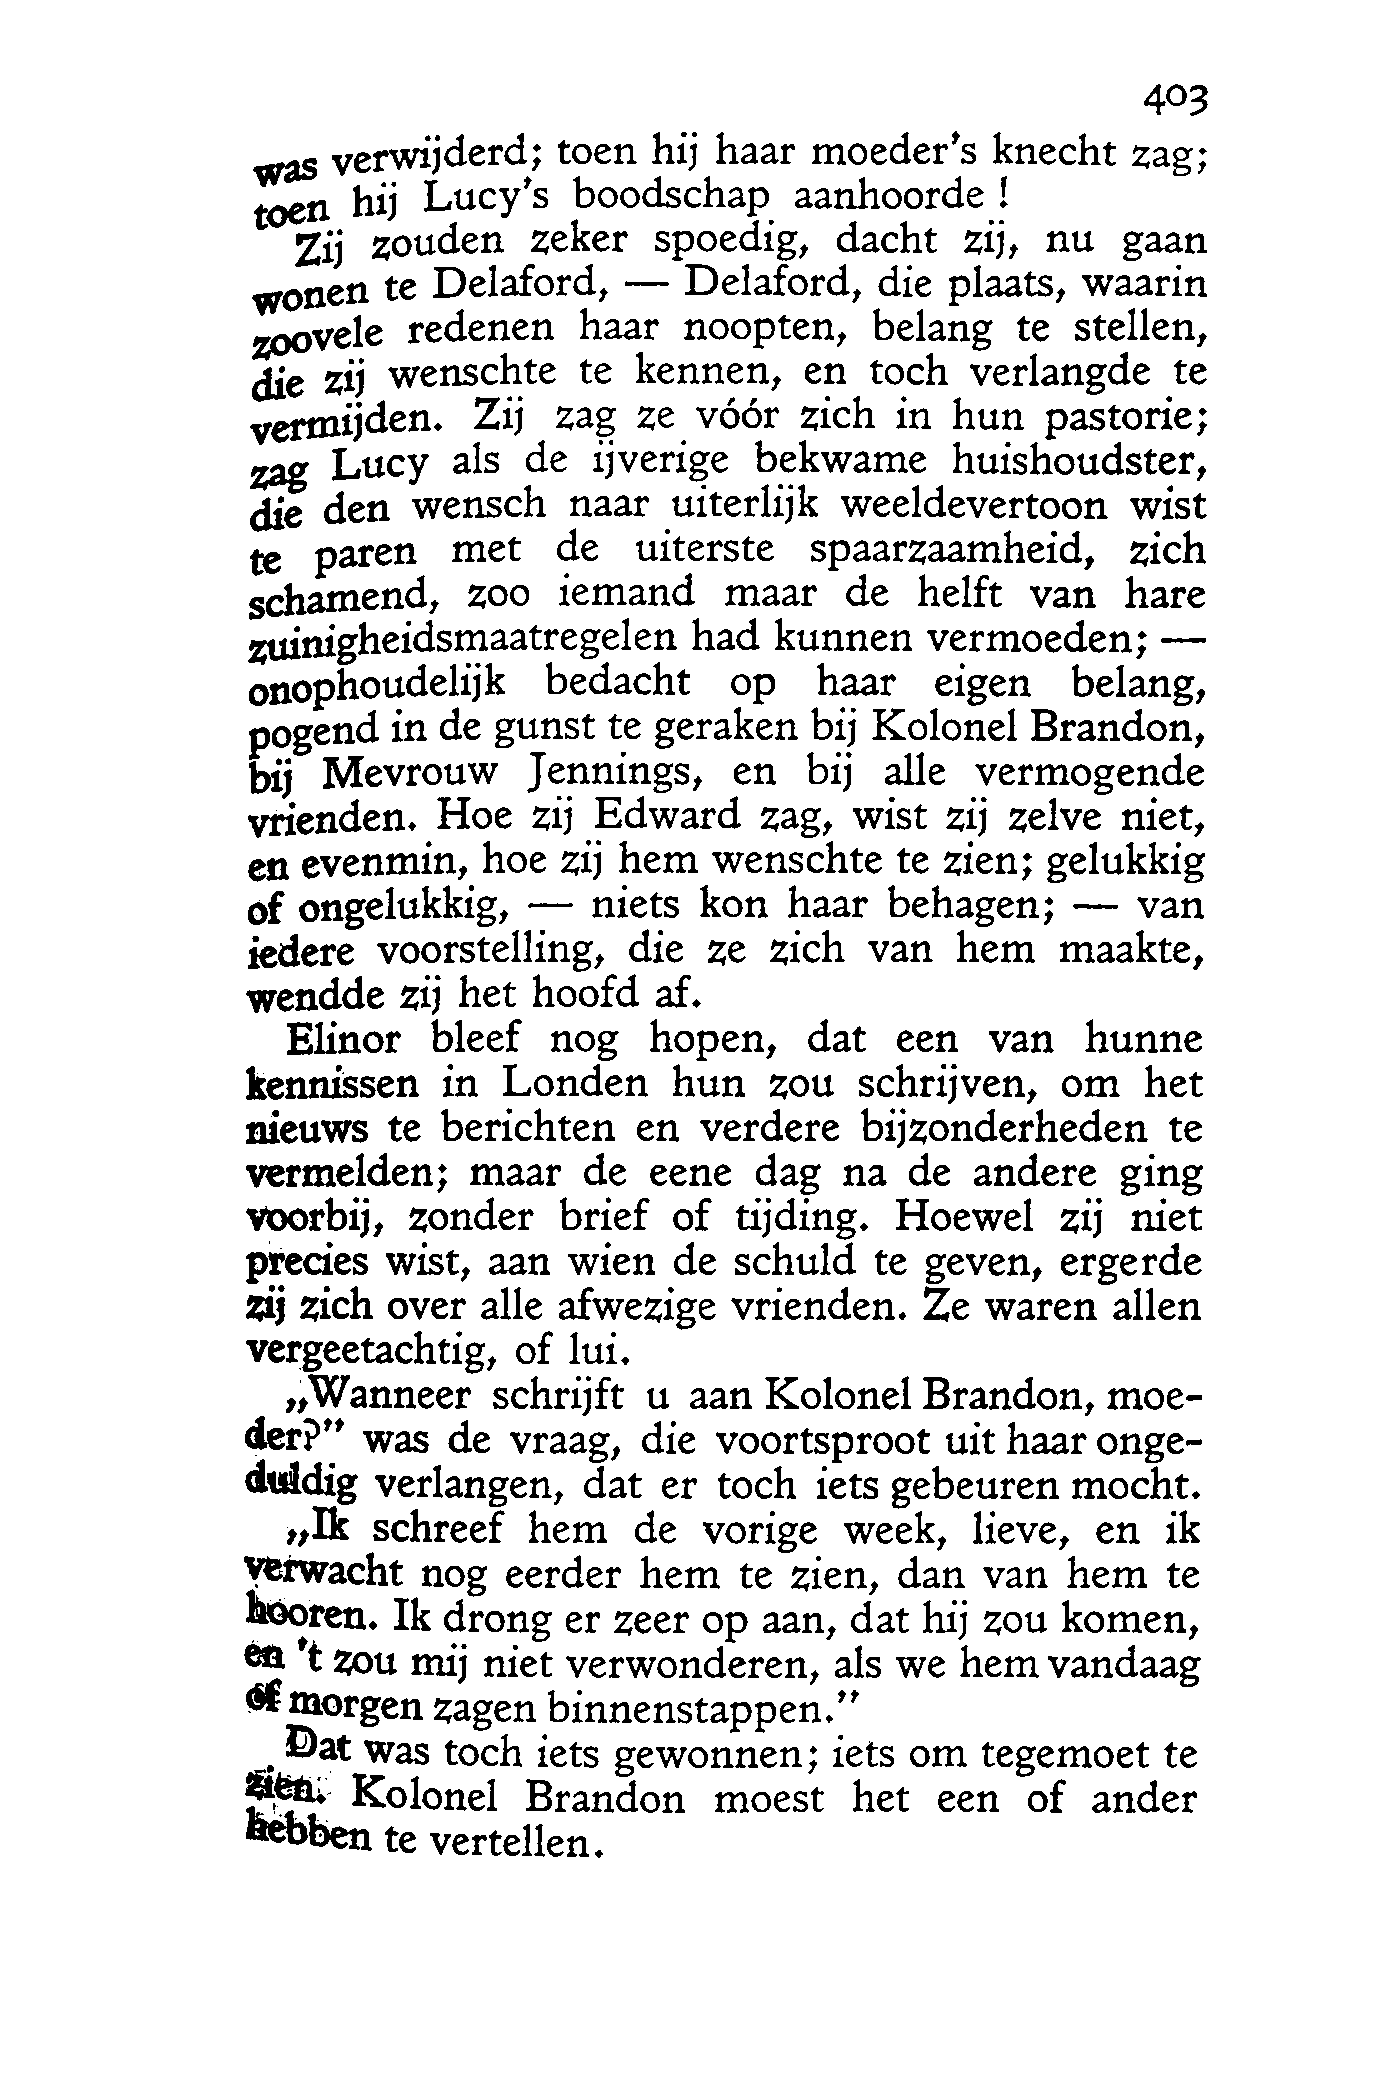 403
was verwijderd; toen hij haar moeder's knecht zag;
toen hij Lucy's boodschap aanhoorde !
Zij zouden zeker spoedig, dacht zij, nu gaan
wonen te Delaford, — Delaford, die plaats, waarin
zoovele redenen haar noopten, belang te stellen,
die zij wenschte te kennen, en toch verlangde te
vermijden. Zij zag ze vóór zich in hun pastorie;
zag Lucy als de ijverige bekwame huishoudster,
die den wensch naar uiterlijk weeldevertoon wist
te paren met de uiterste spaarzaamheid, zich
schamend, zoo iemand maar de helft van hare
zuinigheidsmaatregelen had kunnen vermoeden; —
onophoudelijk bedacht op haar eigen belang,
pogend in de gunst te geraken bij Kolonel Brandon,
bij Mevrouw Jennings, en bij alle vermogende
vrienden. Hoe zij Edward zag, wist zij zelve niet,
en evenmin, hoe zij hem wenschte te zien; gelukkig
of ongelukkig, — niets kon haar behagen; — van
iedere voorstelling, die ze zich van hem maakte,
wendde zij het hoofd af.
Elinor bleef nog hopen, dat een van hunne
kennissen in Londen hun zou schrijven, om het
nieuws te berichten en verdere bijzonderheden te
vermelden; maar de eene dag na de andere ging
voorbij, zonder brief of tijding. Hoewel zij niet
precies wist, aan wien de schuld te geven, ergerde
zij zich over alle afwezige vrienden. Ze waren allen
vergeetachtig, of lui.
„Wanneer schrijft u aan Kolonel Brandon, moe-
der?” was de vraag, die voortsproot uit haar onge-
duldig verlangen, dat er toch iets gebeuren mocht.
„Ik schreef hem de vorige week, lieve, en ik
verwacht nog eerder hem te zien, dan van hem te
hooren. Ik drong er zeer op aan, dat hij zou komen,
en 't zou mij niet verwonderen, als we hem vandaag
of morgen zagen binnenstappen.”
Dat was toch iets gewonnen; iets om tegemoet te
zien. Kolonel Brandon moest het een of ander
hebben te vertellen.